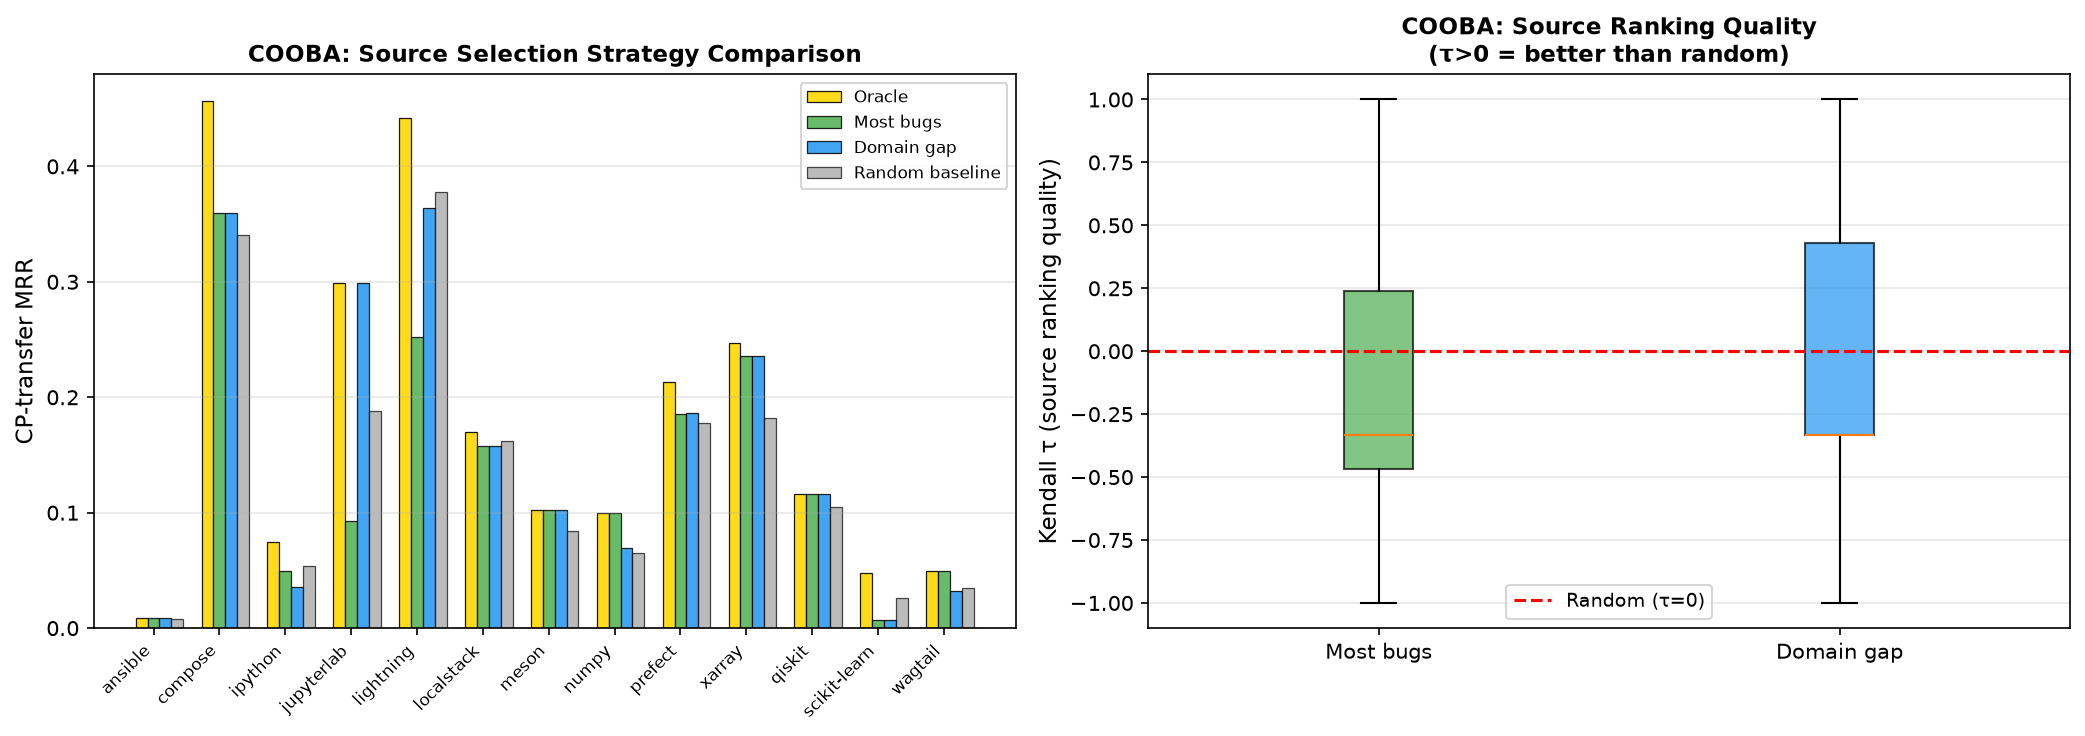 COOBA: Source Selection Strategy Comparison
CP-transfer MRR
0.4
0.3
0.2
0.1
0.0
Oracle
Most bugs
Domain gap
Random baseline
ansible
compose
ipython
jupyterlab
lightning
localstack
meson
numpy
prefect
xarray
qiskit
scikit-learn
wagtail
COOBA: Source Ranking Quality
(τ>0 = better than random)
Kendall τ (source ranking quality)
1.00
0.75
0.50
0.25
0.00
−0.25
−0.50
−0.75
−1.00
Random (τ=0)
Most bugs
Domain gap